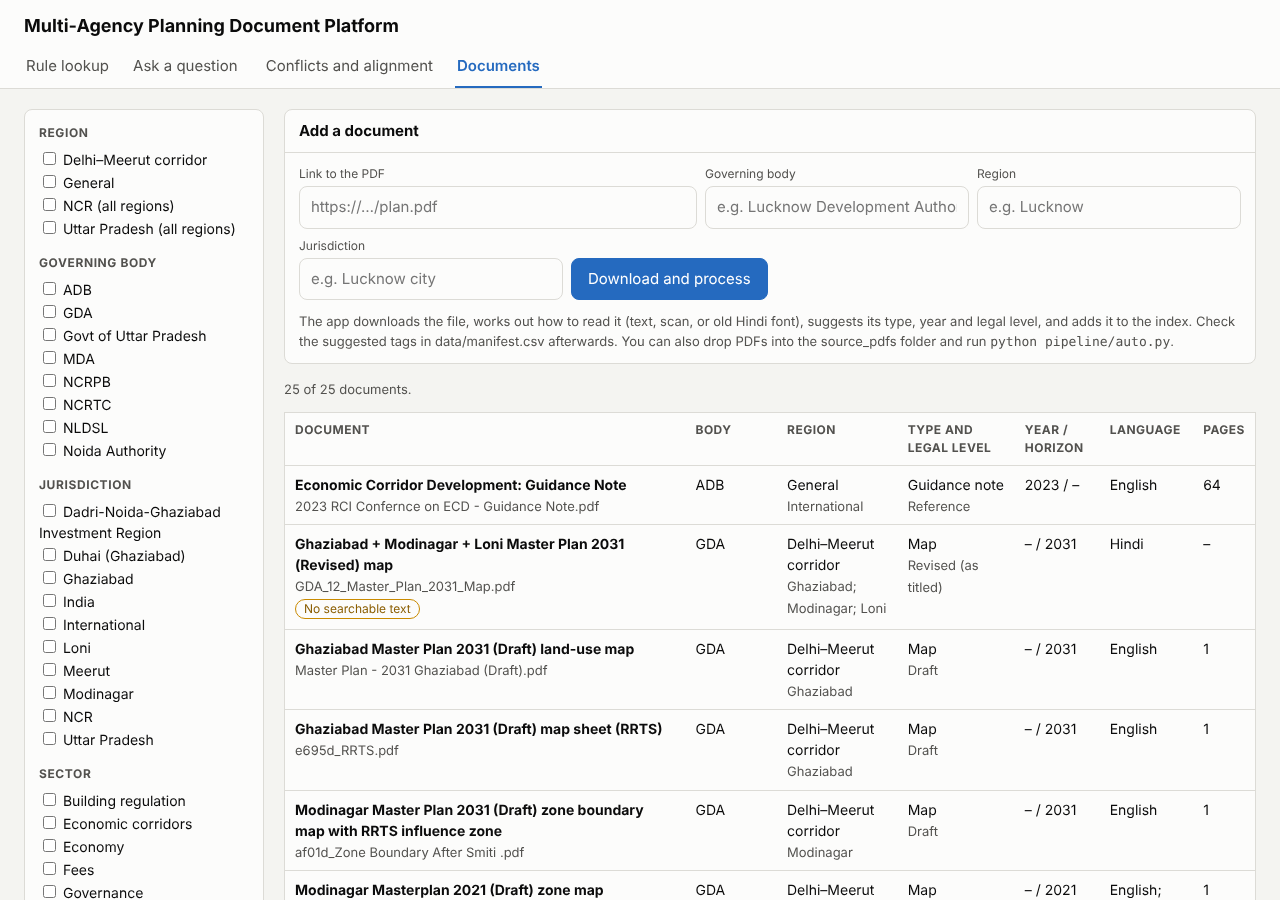 Multi-Agency Planning Document Platform
Rule lookup
Ask a question
Conflicts and alignment
Documents
REGION
Delhi–Meerut corridor
General
NCR (all regions)
Uttar Pradesh (all regions)
GOVERNING BODY
ADB
GDA
Govt of Uttar Pradesh
MDA
NCRPB
NCRTC
NLDSL
Noida Authority
JURISDICTION
Dadri-Noida-Ghaziabad
Investment Region
Duhai (Ghaziabad)
Ghaziabad
India
International
Loni
Meerut
Modinagar
NCR
Uttar Pradesh
SECTOR
Building regulation
Economic corridors
Economy
Fees
Governance
Add a document
Link to the PDF
Governing body
Region
https://.../plan.pdf
e.g. Lucknow Development Autho
e.g. Lucknow
Jurisdiction
e.g. Lucknow city
Download and process
The app downloads the file, works out how to read it (text, scan, or old Hindi font), suggests its type, year and legal level, and adds it to the index. Check
the suggested tags in data/manifest.csv afterwards. You can also drop PDFs into the source_pdfs folder and run python pipeline/auto.py.
25 of 25 documents.
DOCUMENT BODY REGION TYPE AND YEAR / LANGUAGE PAGES
LEGAL LEVEL HORIZON
Economic Corridor Development: Guidance Note ADB General Guidance note 2023 / – English 64
2023 RCI Confernce on ECD - Guidance Note.pdf International Reference
Ghaziabad + Modinagar + Loni Master Plan 2031 GDA Delhi–Meerut Map – / 2031 Hindi –
(Revised) map corridor Revised (as
GDA_12_Master_Plan_2031_Map.pdf Ghaziabad; titled)
No searchable text Modinagar; Loni
Ghaziabad Master Plan 2031 (Draft) land-use map GDA Delhi–Meerut Map – / 2031 English 1
Master Plan - 2031 Ghaziabad (Draft).pdf corridor Draft
Ghaziabad
Ghaziabad Master Plan 2031 (Draft) map sheet (RRTS) GDA Delhi–Meerut Map – / 2031 English 1
e695d_RRTS.pdf corridor Draft
Ghaziabad
Modinagar Master Plan 2031 (Draft) zone boundary GDA Delhi–Meerut Map – / 2031 English 1
map with RRTS influence zone corridor Draft
af01d_Zone Boundary After Smiti .pdf Modinagar
Modinagar Masterplan 2021 (Draft) zone map GDA Delhi–Meerut Map – / 2021 English; 1